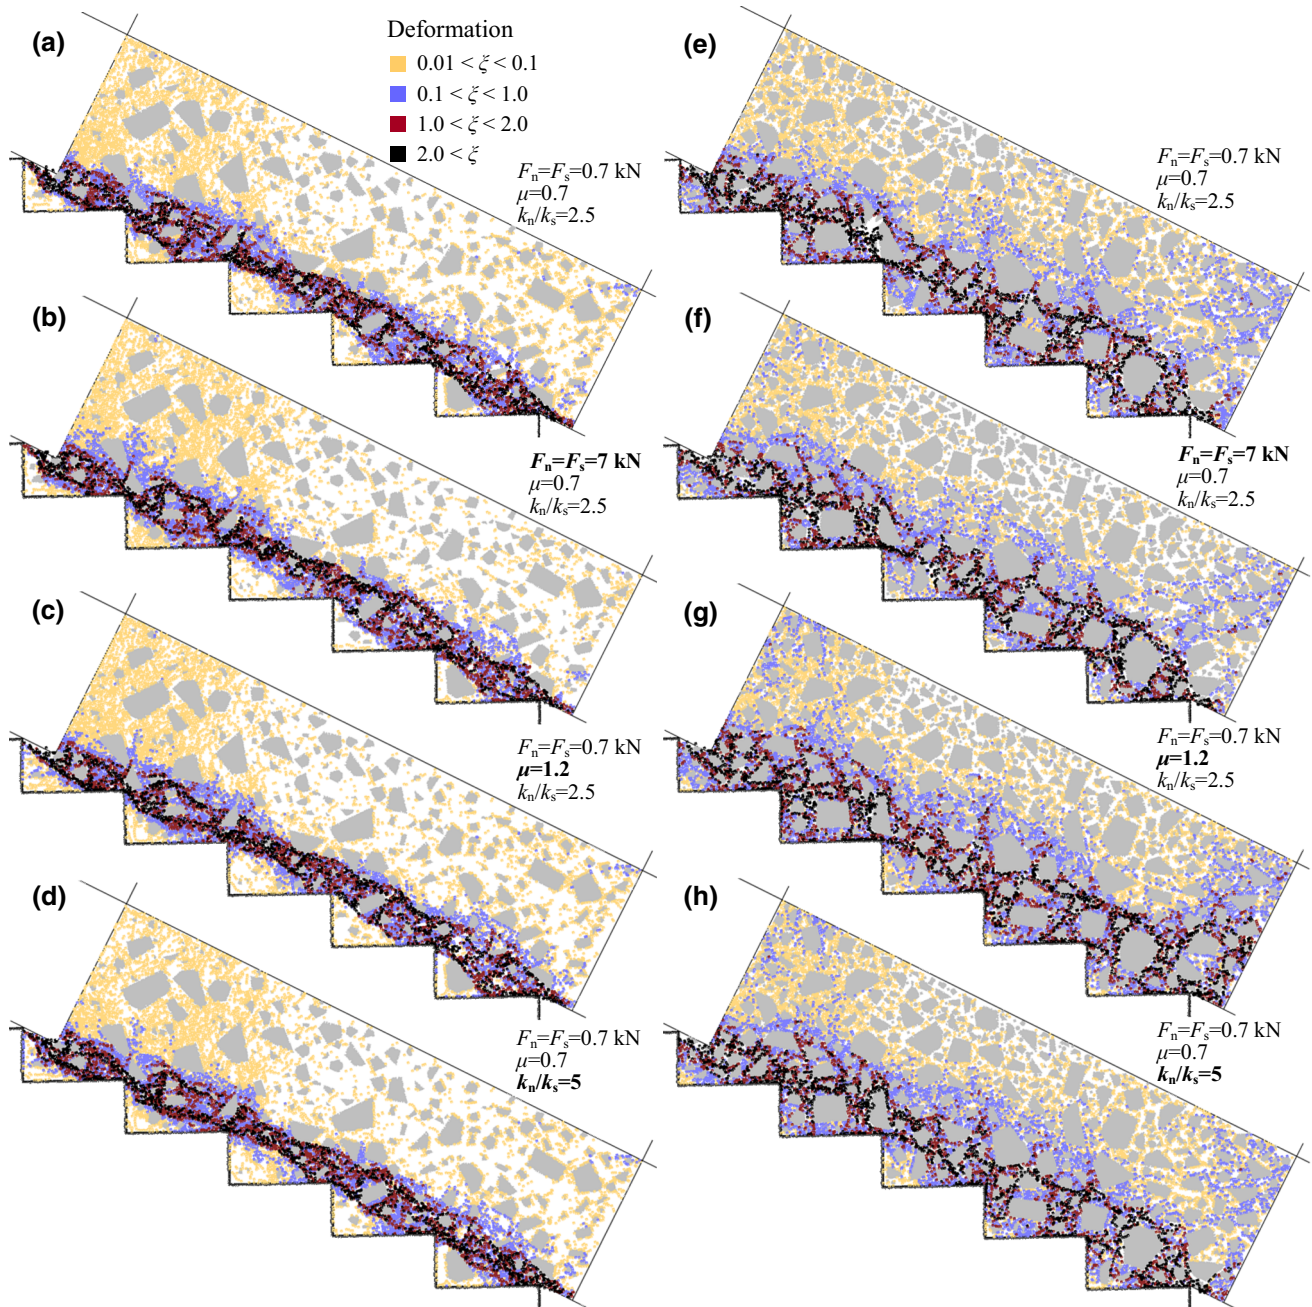 (a)
Deformation
0.01 < ξ < 0.1
0.1 < ξ < 1.0
1.0 < ξ < 2.0
2.0 < ξ
Fn=Fs=0.7 kN
μ=0.7
kn/ks=2.5
(b)
Fn=Fs=7 kN
μ=0.7
kn/ks=2.5
(c)
Fn=Fs=0.7 kN
μ=1.2
kn/ks=2.5
(d)
Fn=Fs=0.7 kN
μ=0.7
kn/ks=5
(e)
Fn=Fs=0.7 kN
μ=0.7
kn/ks=2.5
(f)
Fn=Fs=7 kN
μ=0.7
kn/ks=2.5
(g)
Fn=Fs=0.7 kN
μ=1.2
kn/ks=2.5
(h)
Fn=Fs=0.7 kN
μ=0.7
kn/ks=5